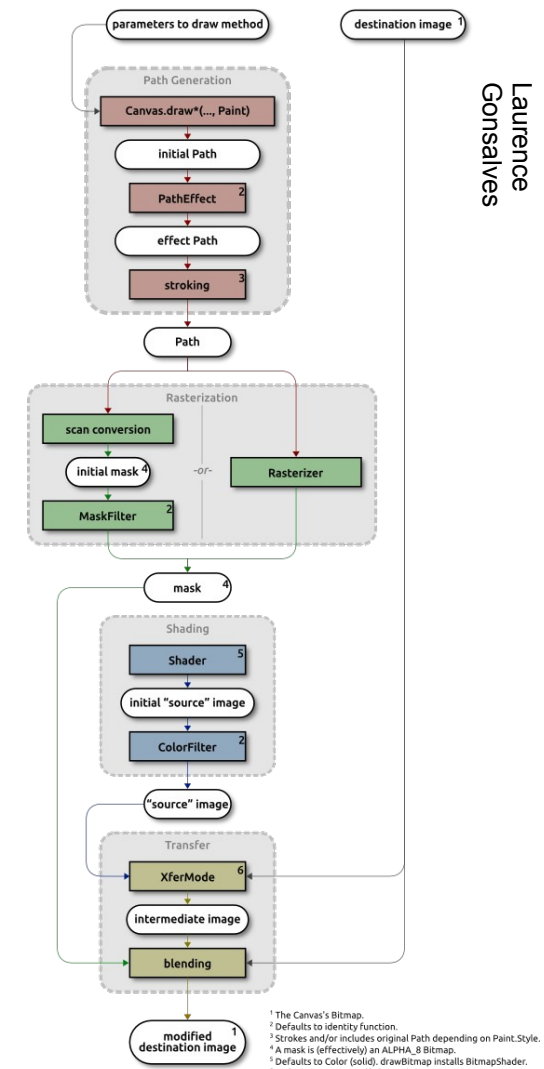 parameters to draw method
destination image 1
Laurence
Gonsalves
Path Generation
Canvas.draw*(..., Paint)
initial Path
PathEffect 2
effect Path
stroking 3
Path
Rasterization
scan conversion
initial mask 4
-or-
Rasterizer
MaskFilter 2
mask 4
Shading
Shader 5
initial “source” image
ColorFilter 2
“source” image
Transfer
XferMode 6
intermediate image
blending
modified 1
destination image
1 The Canvas's Bitmap.
2 Defaults to identity function.
3 Strokes and/or includes original Path depending on Paint.Style.
4 A mask is (effectively) an ALPHA_8 Bitmap.
5 Defaults to Color (solid). drawBitmap installs BitmapShader.